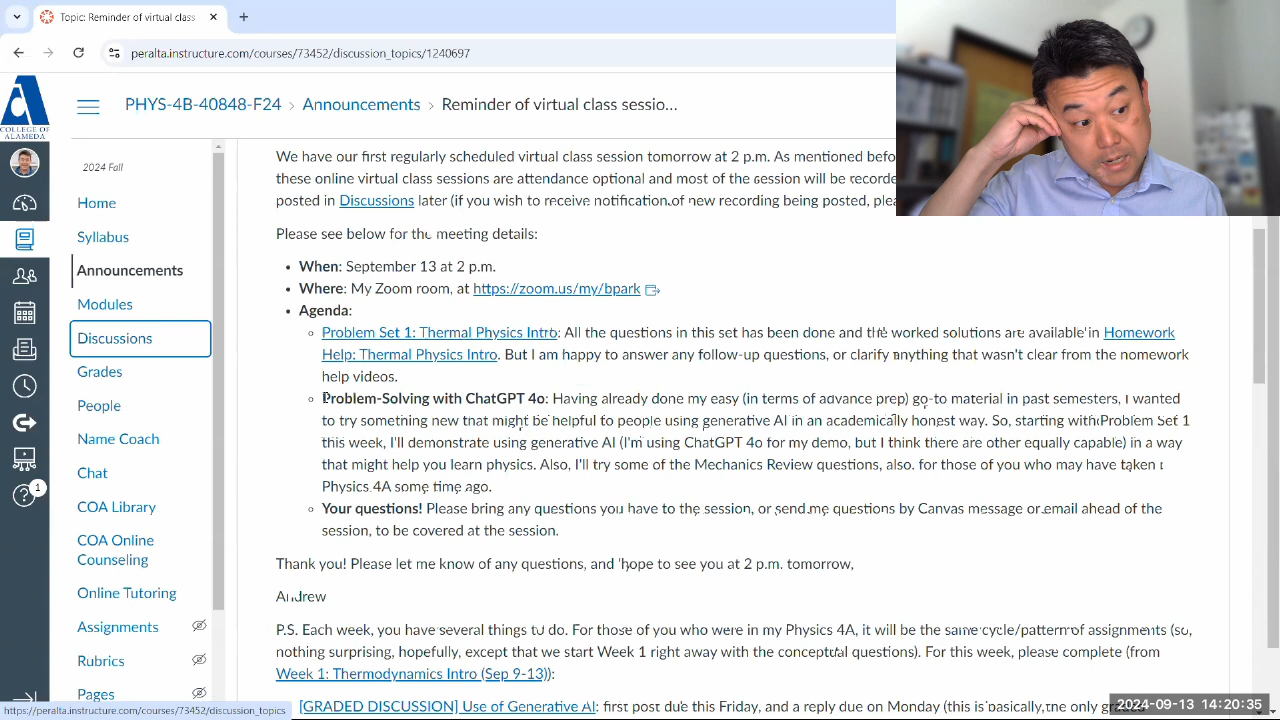 Topic: Reminder of virtual class
peralta.instructure.com/courses/73452/discussion_topics/1240697
COLLEGE OF
ALAMEDA
PHYS-4B-40848-F24 › Announcements › Reminder of virtual class sessio...
2024 Fall
Home
Syllabus
Announcements
Modules
Discussions
Grades
People
Name Coach
Chat
COA Library
COA Online
Counseling
Online Tutoring
Assignments
Rubrics
Pages
1
We have our first regularly scheduled virtual class session tomorrow at 2 p.m. As mentioned
these online virtual class sessions are attendance optional and most of the session will be
posted in Discussions later (if you wish to receive notification of new recording being posted,
Please see below for the meeting details:
• When: September 13 at 2 p.m.
• Where: My Zoom room, at https://zoom.us/my/bpark
• Agenda:
◦ Problem Set 1: Thermal Physics Intro: All the questions in this set has been done and the worked solutions are available in Homework
Help: Thermal Physics Intro. But I am happy to answer any follow-up questions, or clarify anything that wasn't clear from the homework
help videos.
◦ Problem-Solving with ChatGPT 4o: Having already done my easy (in terms of advance prep) go-to material in past semesters, I wanted
to try something new that might be helpful to people using generative AI in an academically honest way. So, starting with Problem Set 1
this week, I'll demonstrate using generative AI (I'm using ChatGPT 4o for my demo, but I think there are other equally capable) in a way
that might help you learn physics. Also, I'll try some of the Mechanics Review questions, also. for those of you who may have taken
Physics 4A some time ago.
◦ Your questions! Please bring any questions you have to the session, or send me questions by Canvas message or email ahead of the
session, to be covered at the session.
Thank you! Please let me know of any questions, and hope to see you at 2 p.m. tomorrow,
Andrew
P.S. Each week, you have several things to do. For those of you who were in my Physics 4A, it will be the same cycle/pattern of assignments (so,
nothing surprising, hopefully, except that we start Week 1 right away with the conceptual questions). For this week, please complete (from
Week 1: Thermodynamics Intro (Sep 9-13)):
[GRADED DISCUSSION] Use of Generative AI: first post due this Friday, and a reply due on Monday (this is basically, the only graded
https://peralta.instructure.com/courses/73452/discussion_topics
2024-09-13 14:20:35